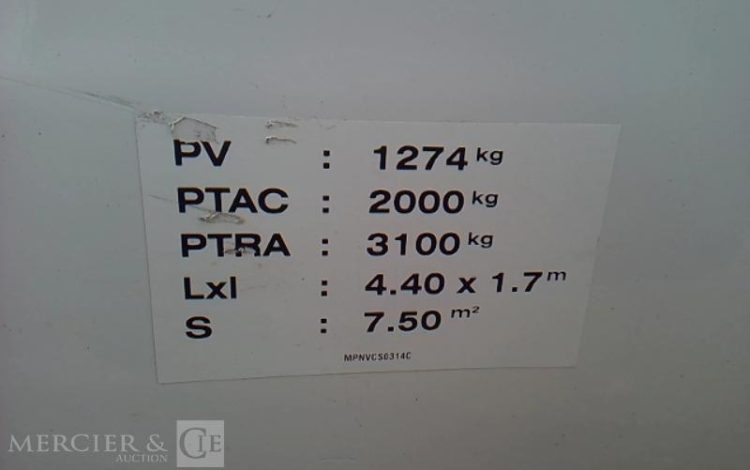 PV : 1274 kg
PTAC : 2000 kg
PTRA : 3100 kg
Lxl : 4.40 x 1.7 m
S : 7.50 m²
MPNVCS0314C
MERCIER & CIE
AUCTION